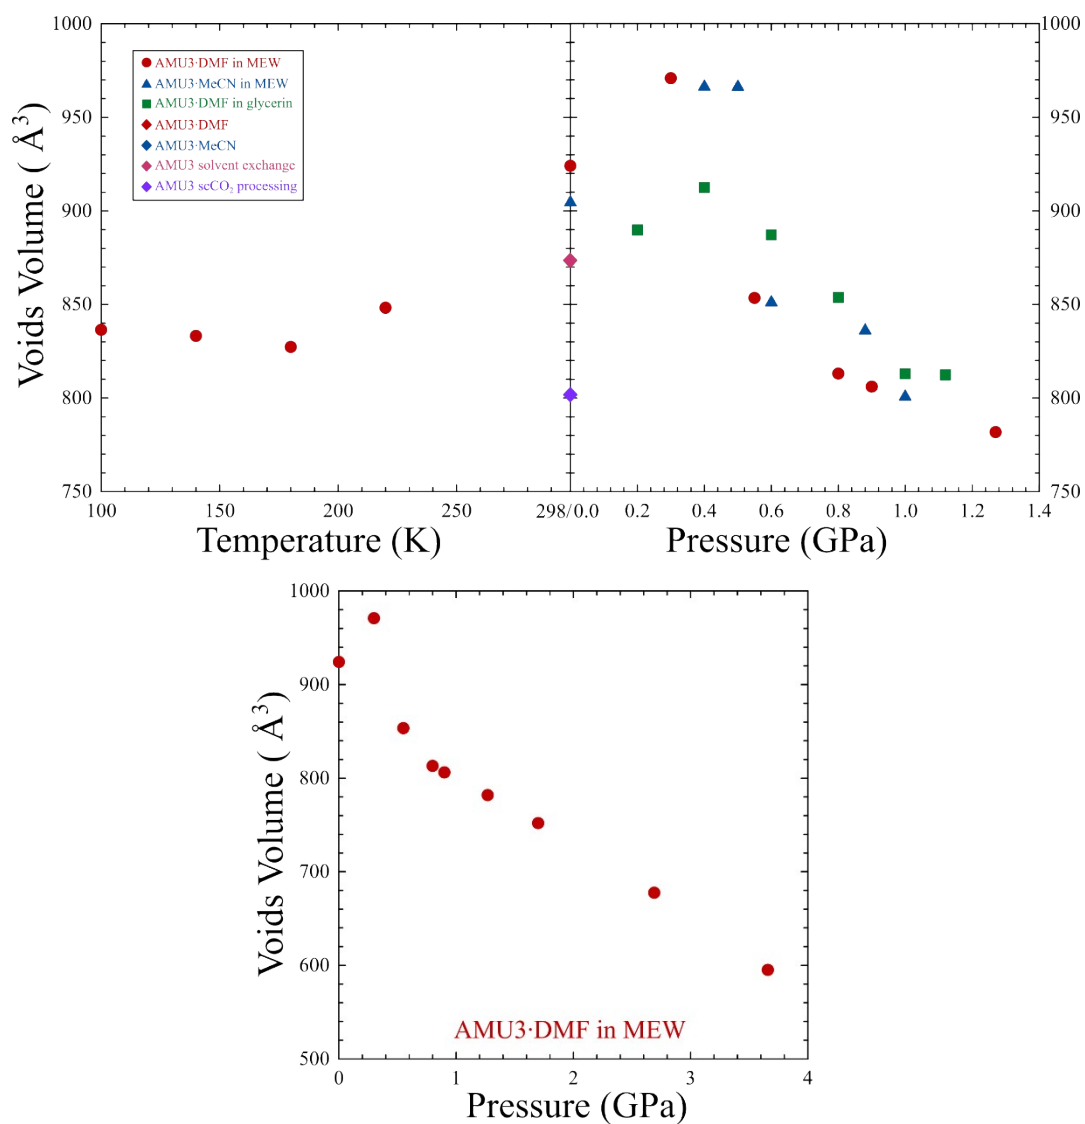 1000
950
900
850
800
750
Voids Volume ( Å³)
AMU3·DMF in MEW
AMU3·MeCN in MEW
AMU3·DMF in glycerin
AMU3·DMF
AMU3·MeCN
AMU3 solvent exchange
AMU3 scCO₂ processing
1000
950
900
850
800
750
100 150 200 250 298/0.0 0.2 0.4 0.6 0.8 1.0 1.2 1.4
Temperature (K) Pressure (GPa)
1000
900
800
700
600
500
Voids Volume ( Å³)
AMU3·DMF in MEW
0 1 2 3 4
Pressure (GPa)